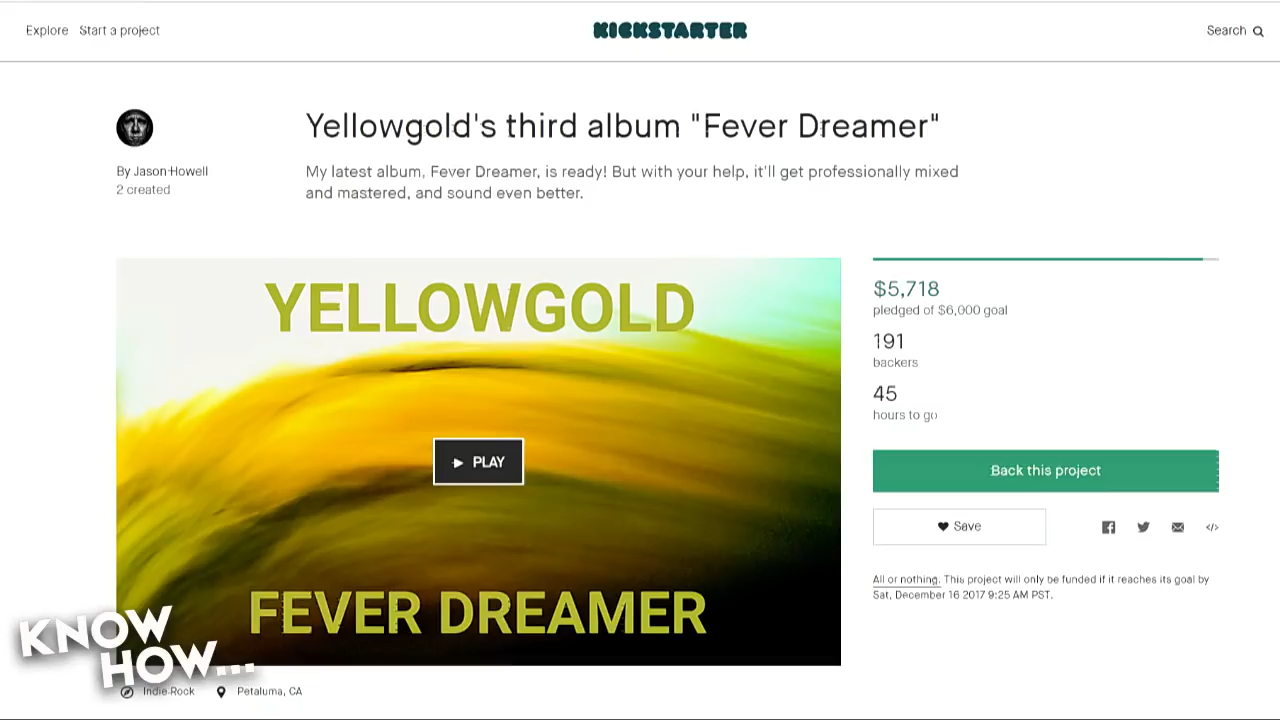 Explore Start a project
KICKSTARTER
Search
Yellowgold's third album "Fever Dreamer"
By Jason Howell
2 created
My latest album, Fever Dreamer, is ready! But with your help, it'll get professionally mixed
and mastered, and sound even better.
YELLOWGOLD
PLAY
FEVER DREAMER
$5,718
pledged of $6,000 goal
191
backers
45
hours to go
Back this project
Save
All or nothing. This project will only be funded if it reaches its goal by
Sat, December 16 2017 9:25 AM PST.
KNOW
HOW...
Indie Rock Petaluma, CA